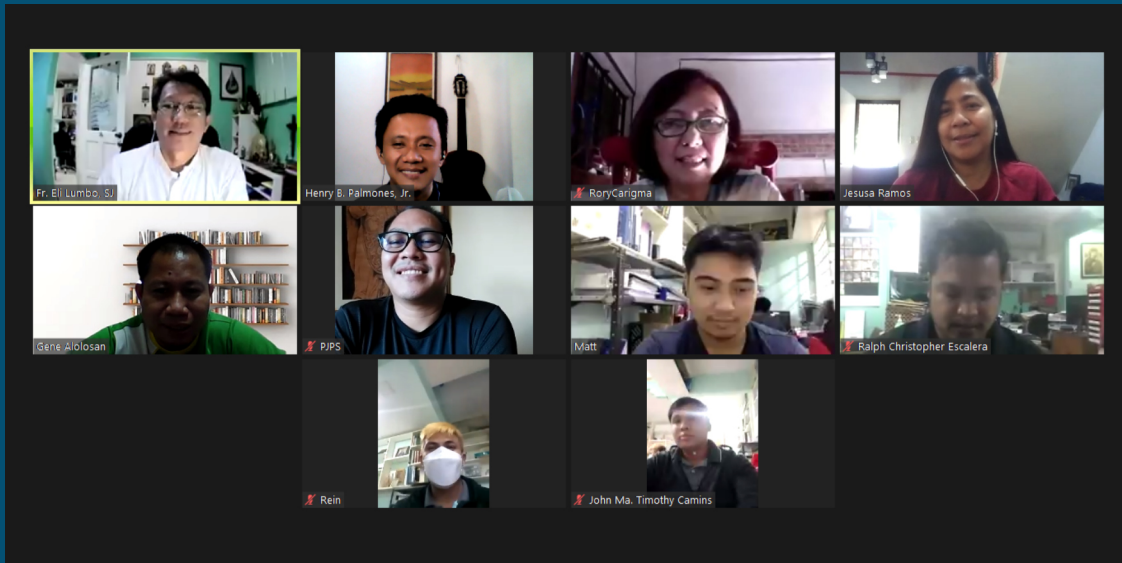 Fr. Eli Lumbo, SJ
Henry B. Palmones, Jr.
RoryCarigma
Jesusa Ramos
Gene Alolosan
PJPS
Matt
Ralph Christopher Escalera
Rein
John Ma. Timothy Camins